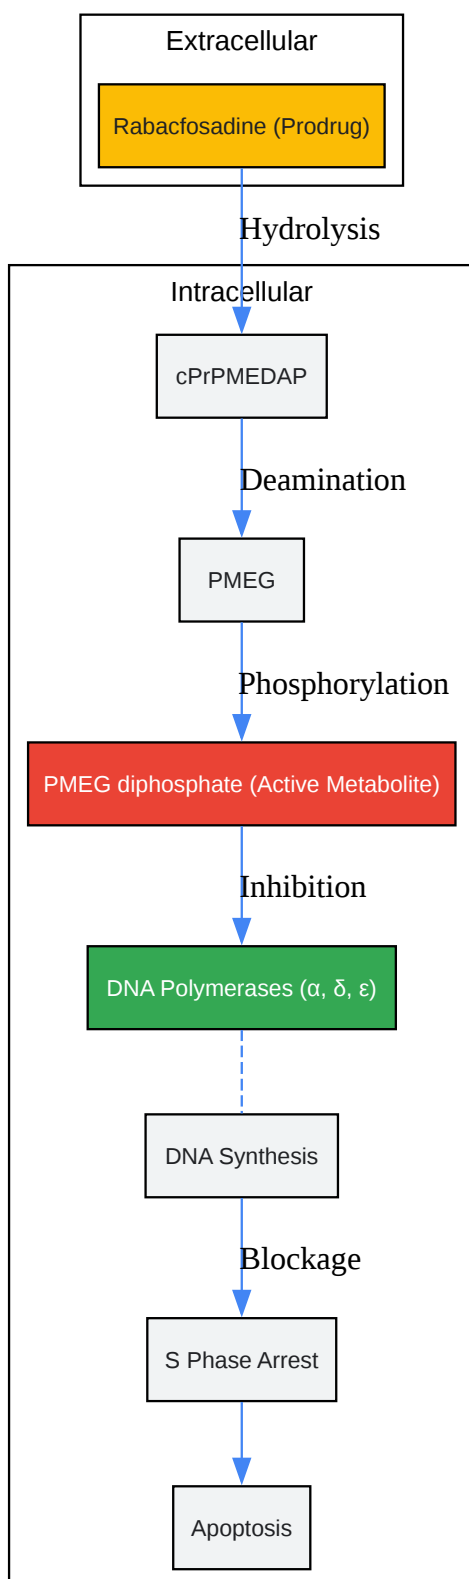 Extracellular
Rabacfosadine (Prodrug)
Hydrolysis
Intracellular
cPrPMEDAP
Deamination
PMEG
Phosphorylation
PMEG diphosphate (Active Metabolite)
Inhibition
DNA Polymerases (α, δ, ε)
DNA Synthesis
Blockage
S Phase Arrest
Apoptosis